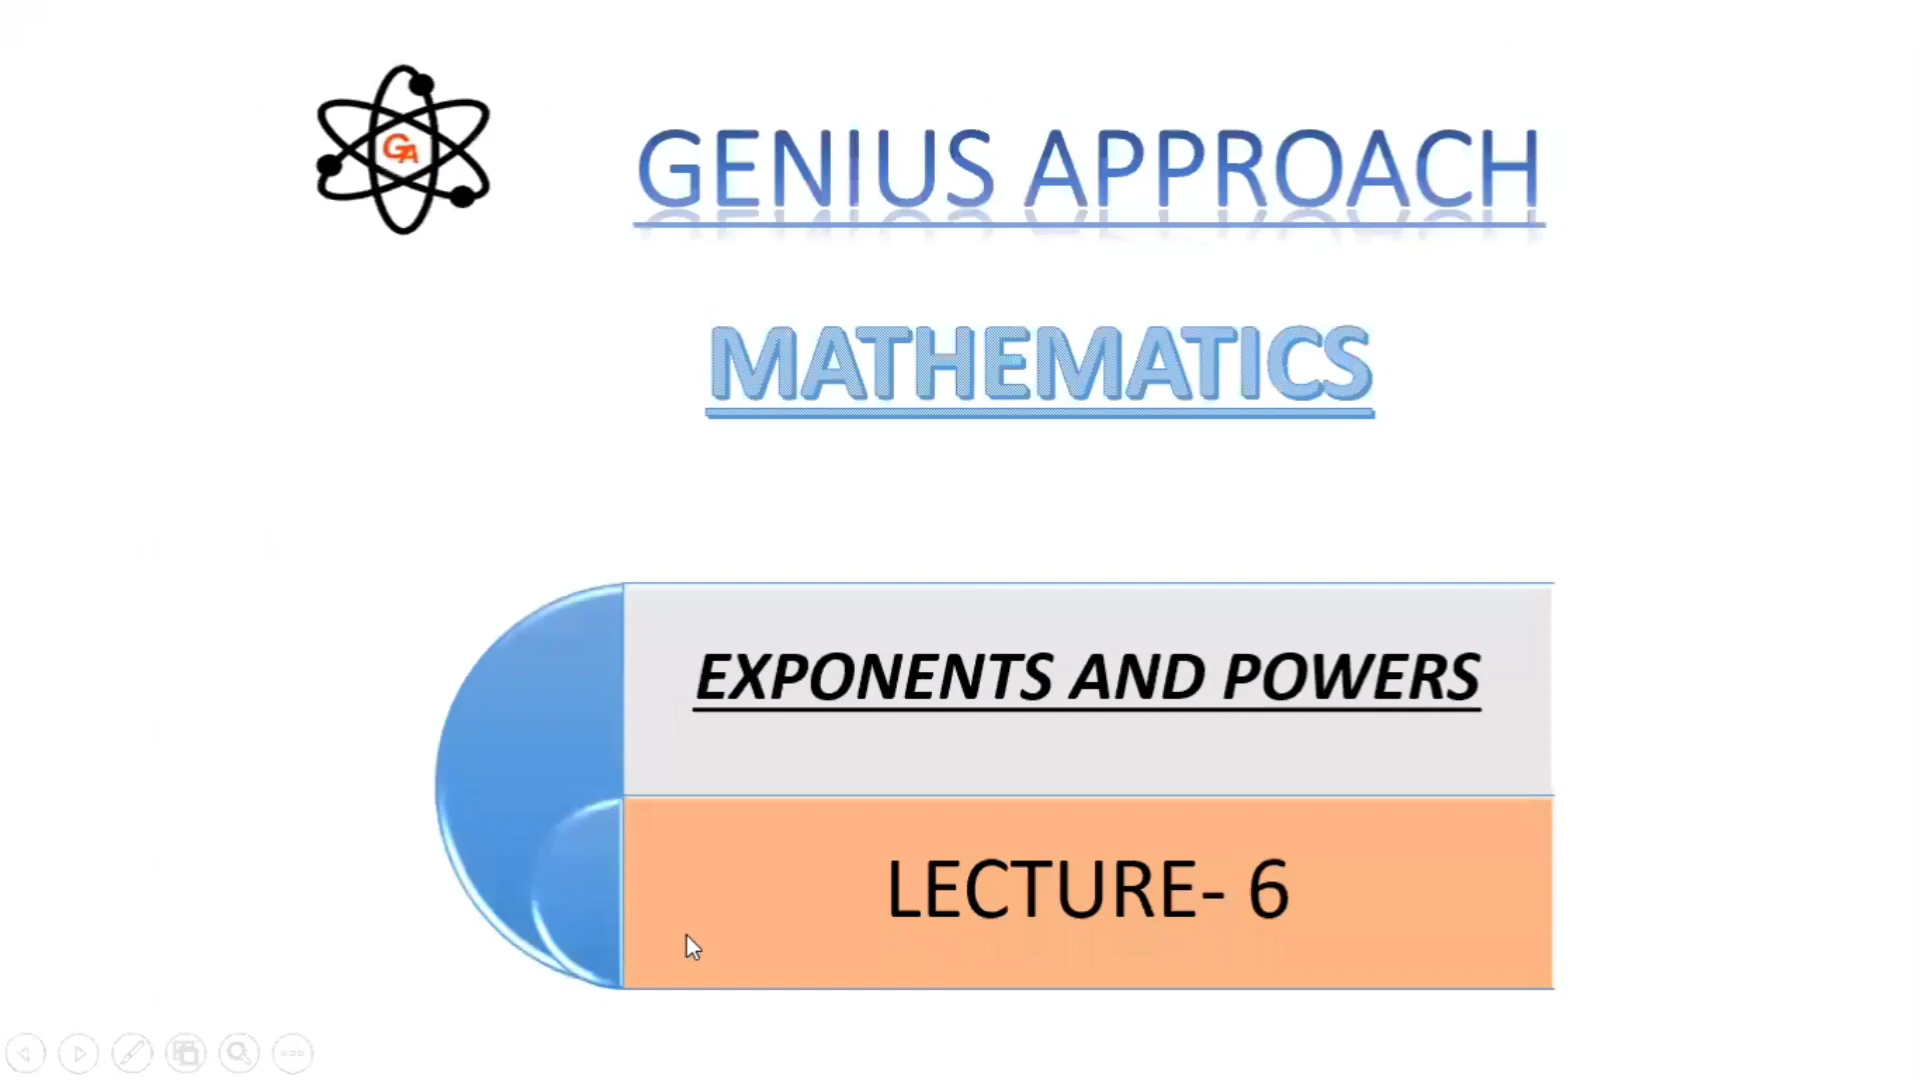 GA
GENIUS APPROACH
MATHEMATICS
EXPONENTS AND POWERS
LECTURE- 6